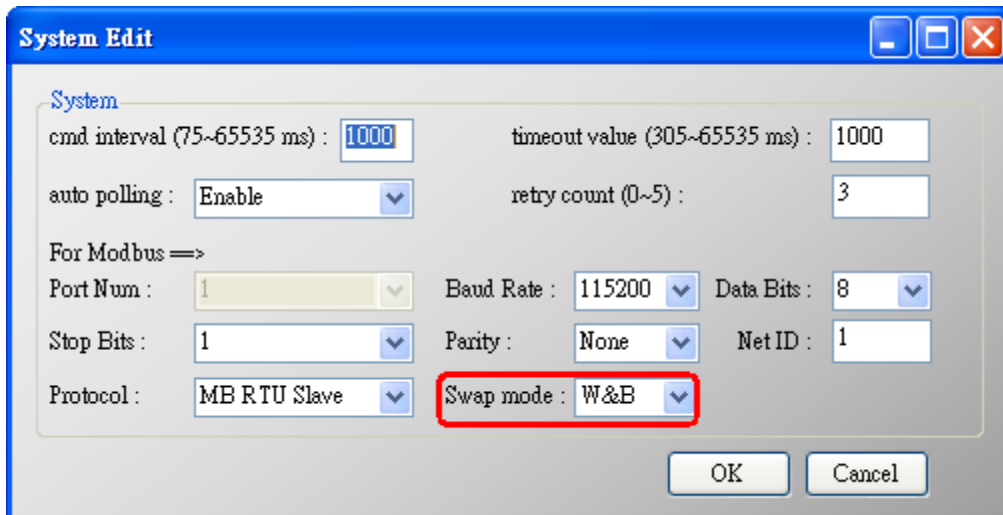 System Edit
System
cmd interval (75~65535 ms) : 1000 timeout value (305~65535 ms) : 1000
auto polling : Enable retry count (0~5) : 3
For Modbus ==>
Port Num : 1 Baud Rate : 115200 Data Bits : 8
Stop Bits : 1 Parity : None Net ID : 1
Protocol : MB RTU Slave Swap mode : W&B
OK Cancel